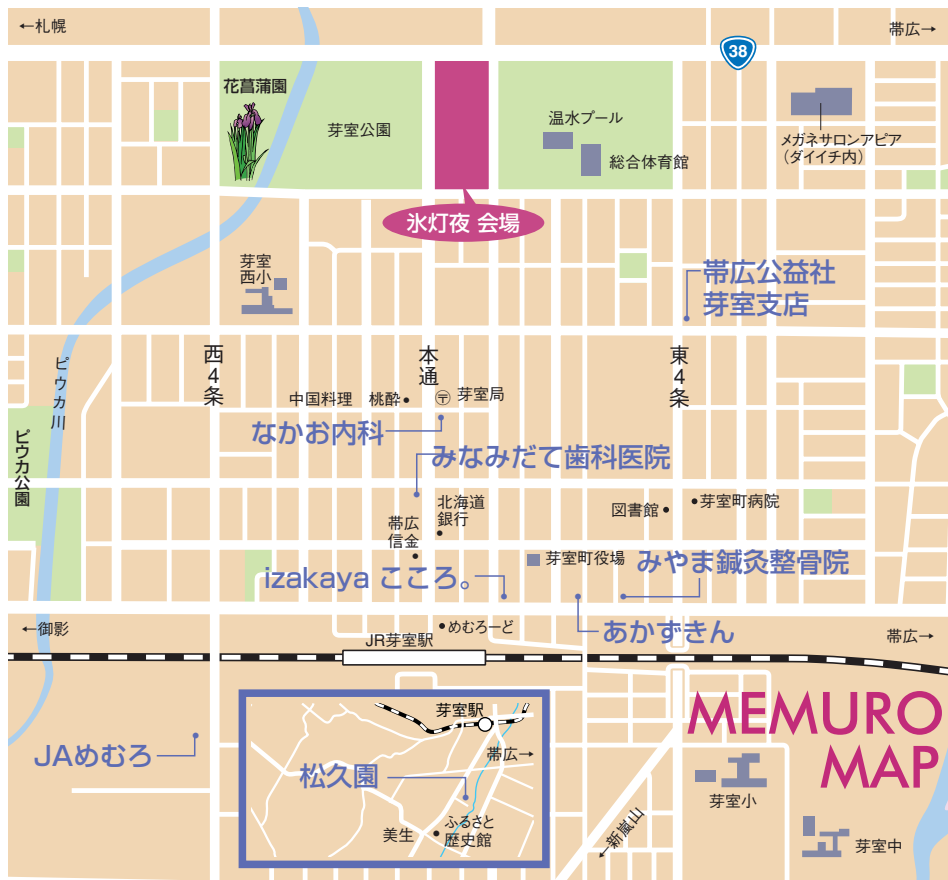 ←札幌
帯広→
38
花菖蒲園
芽室公園
温水プール
総合体育館
メガネサロンアピア
（ダイイチ内）
氷灯夜 会場
芽室
西小
帯広公益社
芽室支店
西4条
本通
東4条
ピウカ川
中国料理 桃酔
〒
芽室局
なかお内科
みなみだて歯科医院
ピウカ公園
北海道
銀行
図書館
芽室町病院
帯広
信金
芽室町役場
みやま鍼灸整骨院
izakaya こころ。
←御影
めむろーど
あかずきん
帯広→
JR芽室駅
MEMURO
MAP
芽室駅
帯広→
JAめむろ
松久園
芽室小
美生
ふるさと
歴史館
←新嵐山
芽室中